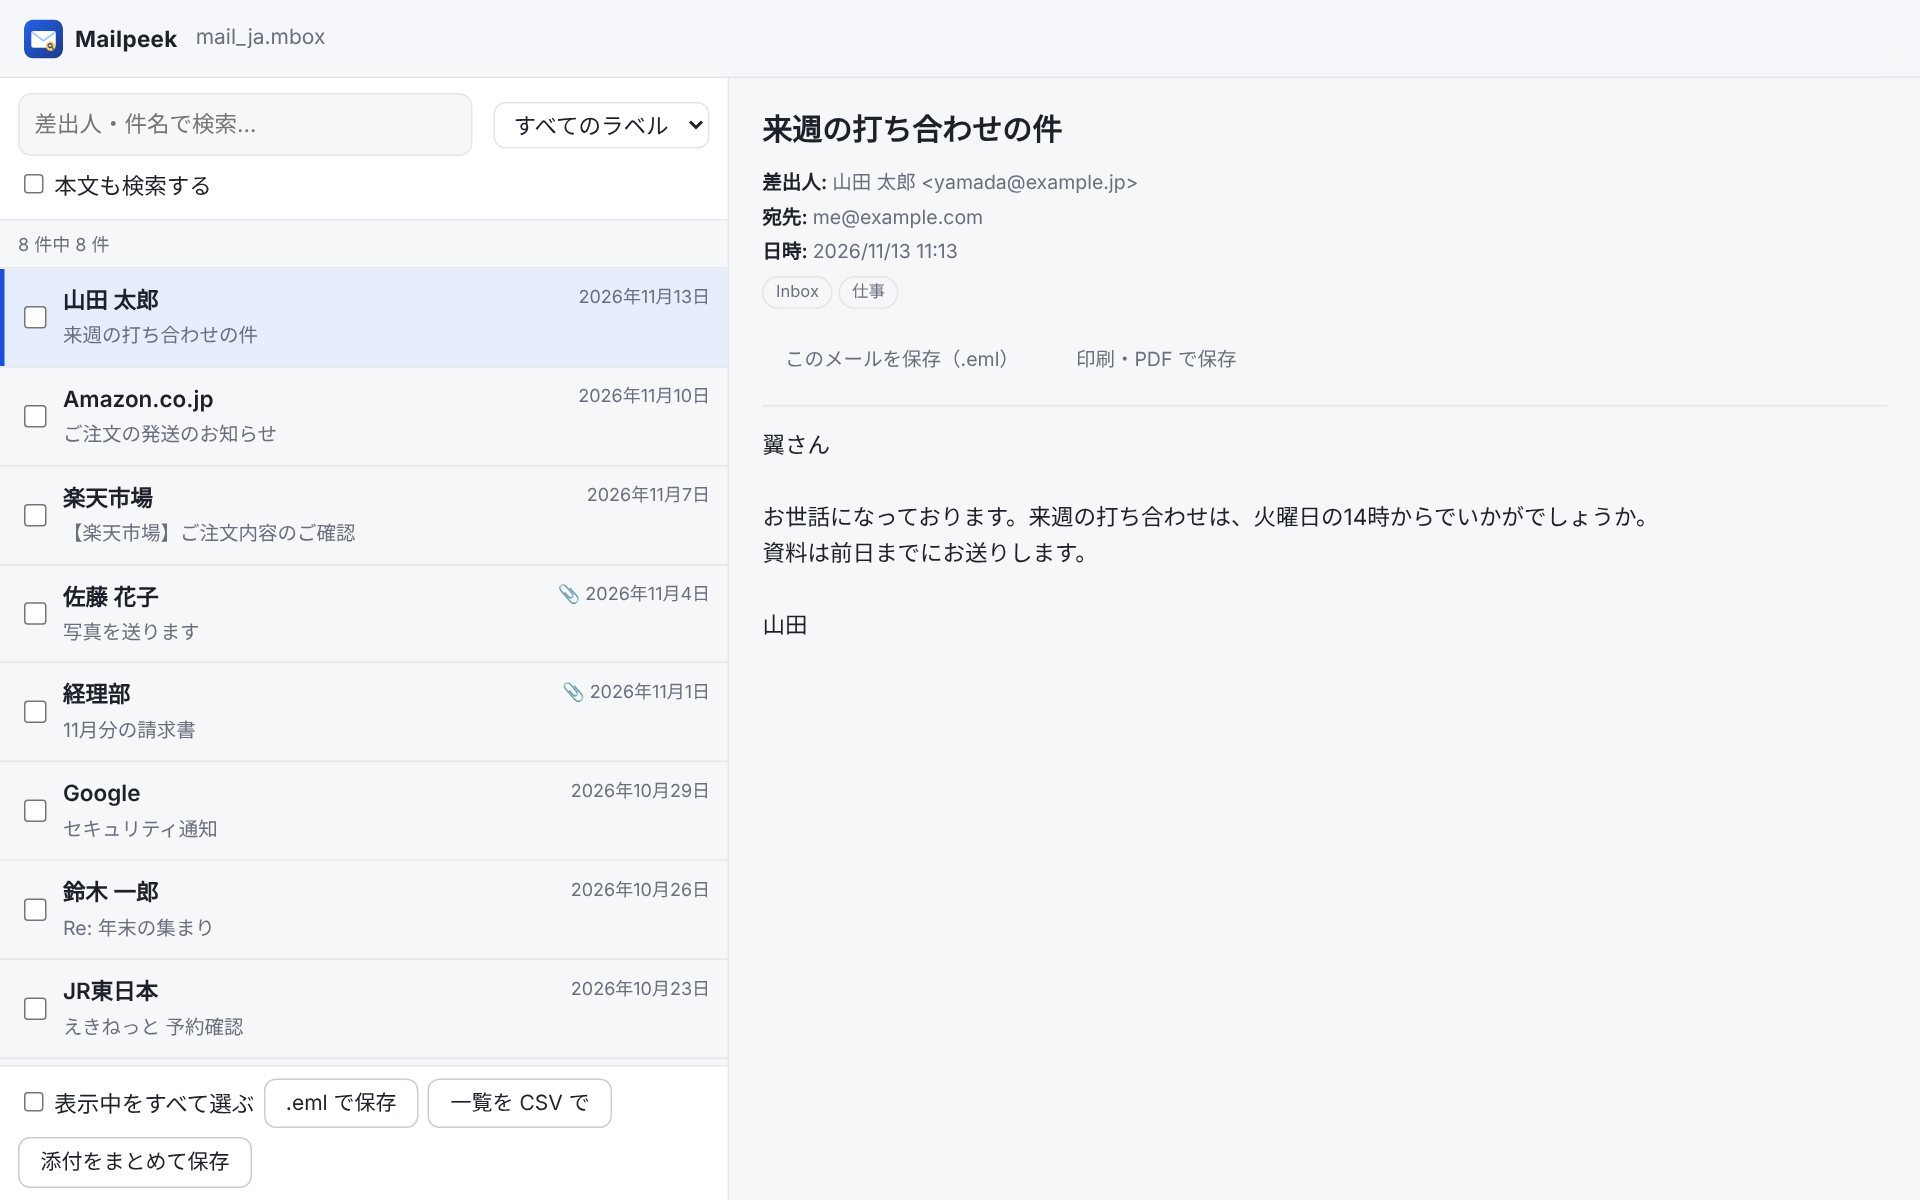 Mailpeek mail_ja.mbox
差出人・件名で検索...
すべてのラベル
本文も検索する
8 件中 8 件
山田 太郎 2026年11月13日
来週の打ち合わせの件
Amazon.co.jp 2026年11月10日
ご注文の発送のお知らせ
楽天市場 2026年11月7日
【楽天市場】ご注文内容のご確認
佐藤 花子 📎 2026年11月4日
写真を送ります
経理部 📎 2026年11月1日
11月分の請求書
Google 2026年10月29日
セキュリティ通知
鈴木 一郎 2026年10月26日
Re: 年末の集まり
JR東日本 2026年10月23日
えきねっと 予約確認
表示中をすべて選ぶ .eml で保存 一覧を CSV で
添付をまとめて保存
来週の打ち合わせの件
差出人: 山田 太郎 <yamada@example.jp>
宛先: me@example.com
日時: 2026/11/13 11:13
Inbox 仕事
このメールを保存（.eml） 印刷・PDF で保存
翼さん
お世話になっております。来週の打ち合わせは、火曜日の14時からでいかがでしょうか。
資料は前日までにお送りします。
山田